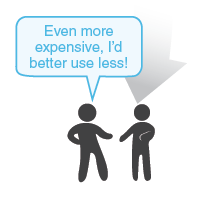 Even more
expensive, I'd
better use less!